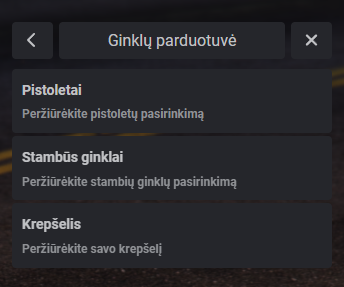 Ginklų parduotuvė
Pistoletai
Peržiūrėkite pistoletų pasirinkimą
Stambūs ginklai
Peržiūrėkite stambių ginklų pasirinkimą
Krepšelis
Peržiūrėkite savo krepšelį